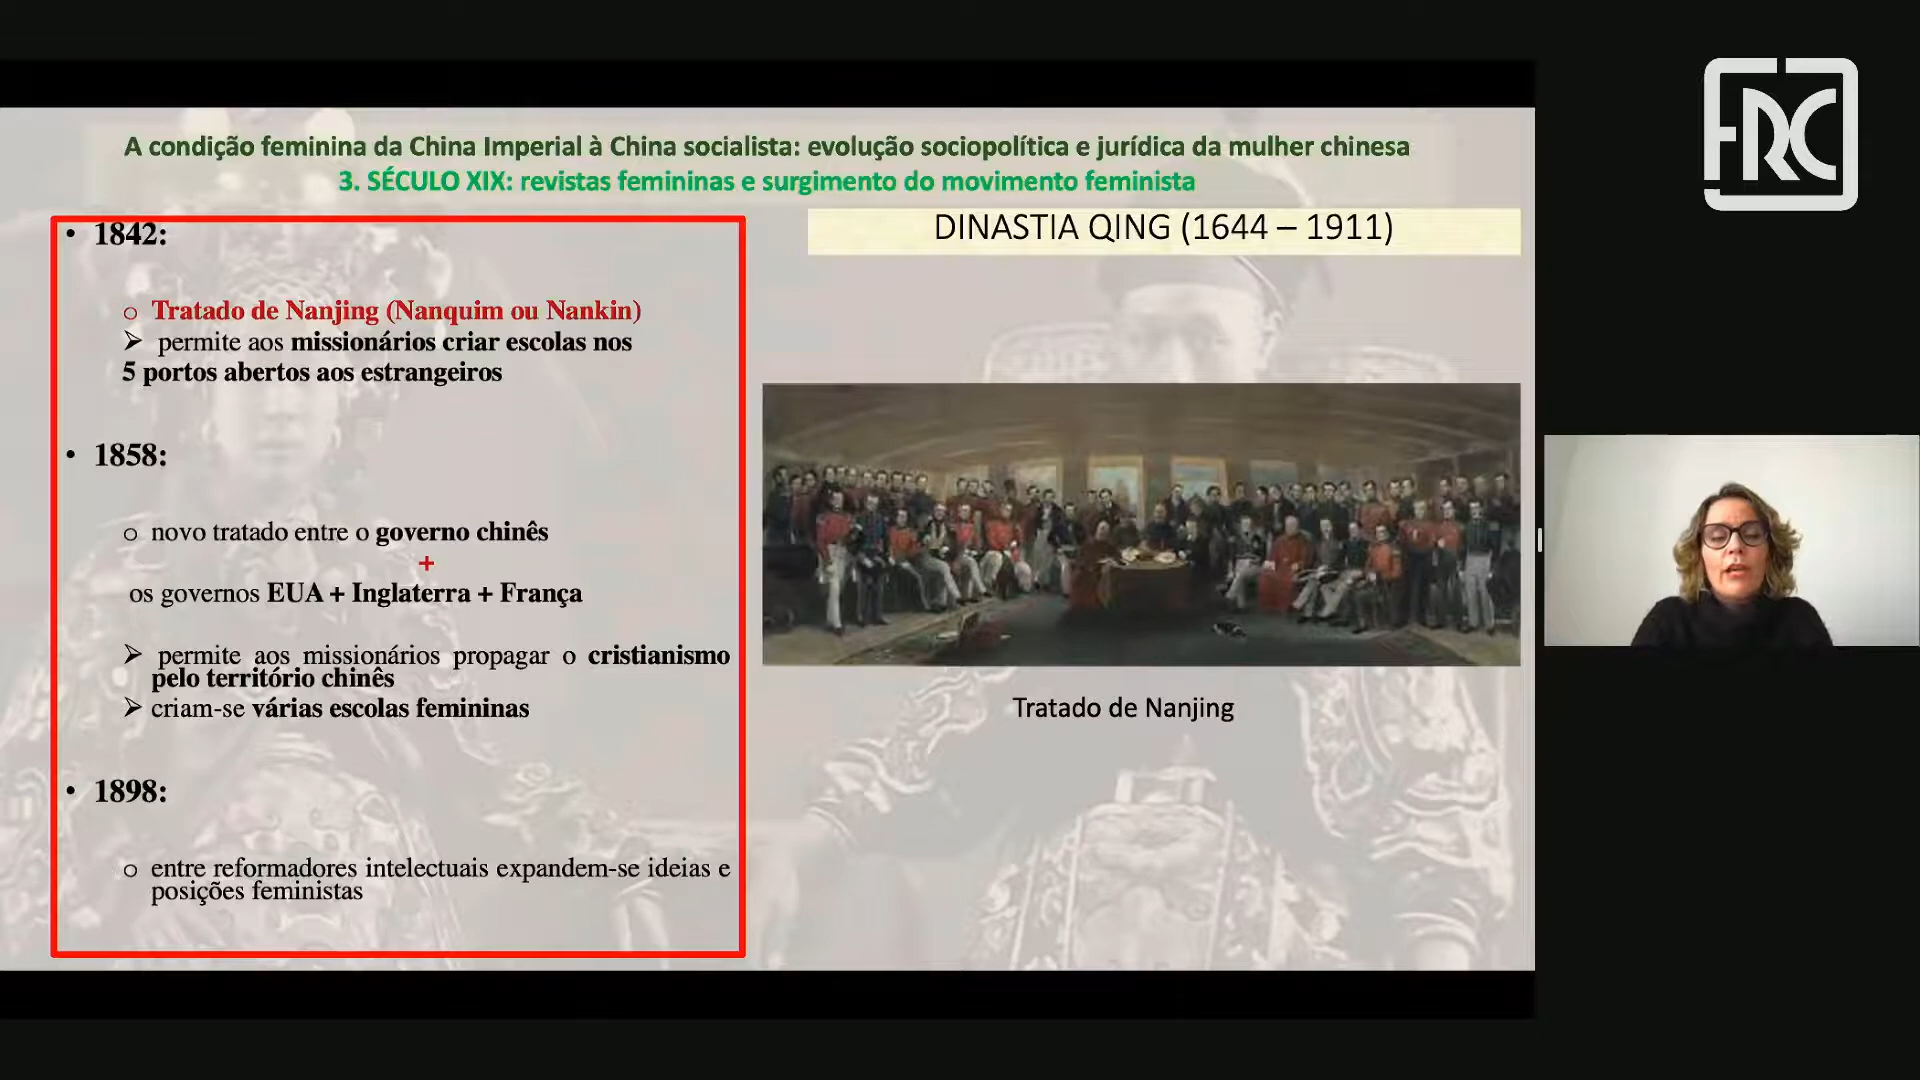 FRC
A condição feminina da China Imperial à China socialista: evolução sociopolítica e jurídica da mulher chinesa
3. SÉCULO XIX: revistas femininas e surgimento do movimento feminista
DINASTIA QING (1644 – 1911)
• 1842:
o Tratado de Nanjing (Nanquim ou Nankin)
➢ permite aos missionários criar escolas nos
5 portos abertos aos estrangeiros
• 1858:
o novo tratado entre o governo chinês
+
os governos EUA + Inglaterra + França
➢ permite aos missionários propagar o cristianismo
pelo território chinês
➢ criam-se várias escolas femininas
• 1898:
o entre reformadores intelectuais expandem-se ideias e
posições feministas
Tratado de Nanjing